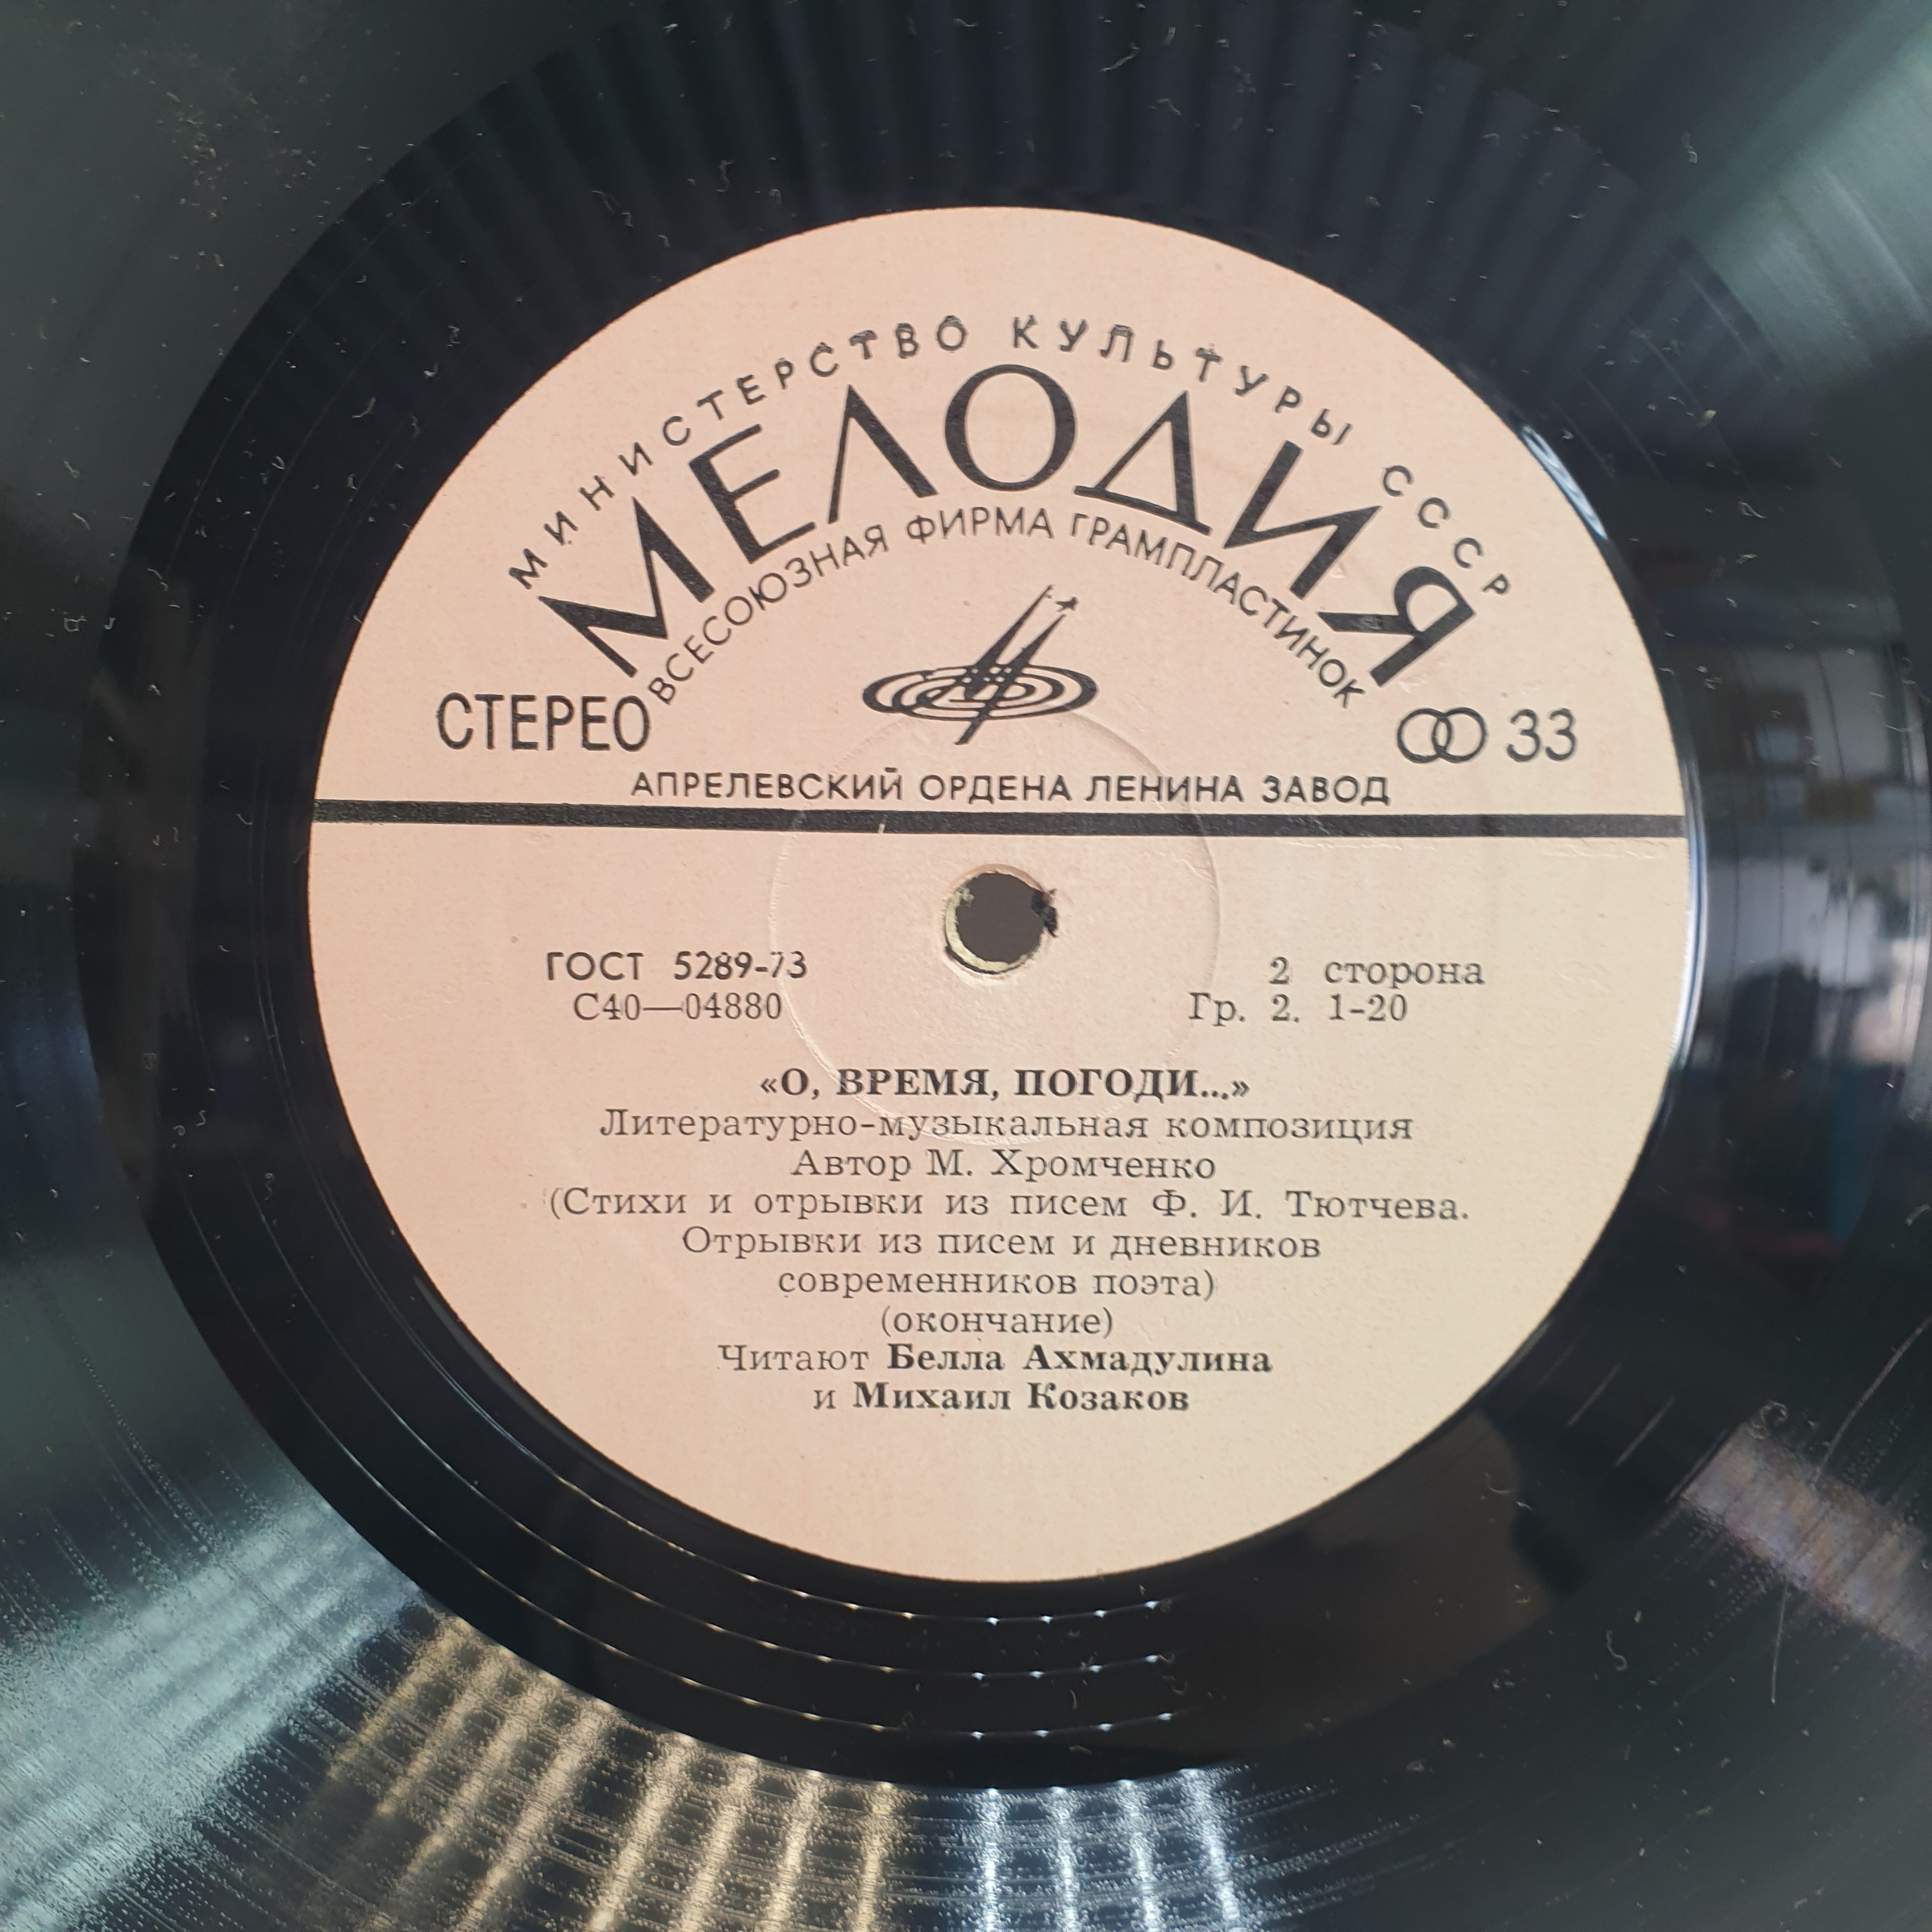 МИНИСТЕРСТВО КУЛЬТУРЫ СССР
МЕЛОДИЯ
ВСЕСОЮЗНАЯ ФИРМА ГРАМПЛАСТИНОК
СТЕРЕО
33
АПРЕЛЕВСКИЙ ОРДЕНА ЛЕНИНА ЗАВОД
ГОСТ 5289-73
С40—04880
2 сторона
Гр. 2. 1-20
«О, ВРЕМЯ, ПОГОДИ...»
Литературно-музыкальная композиция
Автор М. Хромченко
(Стихи и отрывки из писем Ф. И. Тютчева.
Отрывки из писем и дневников
современников поэта)
(окончание)
Читают Белла Ахмадулина
и Михаил Козаков